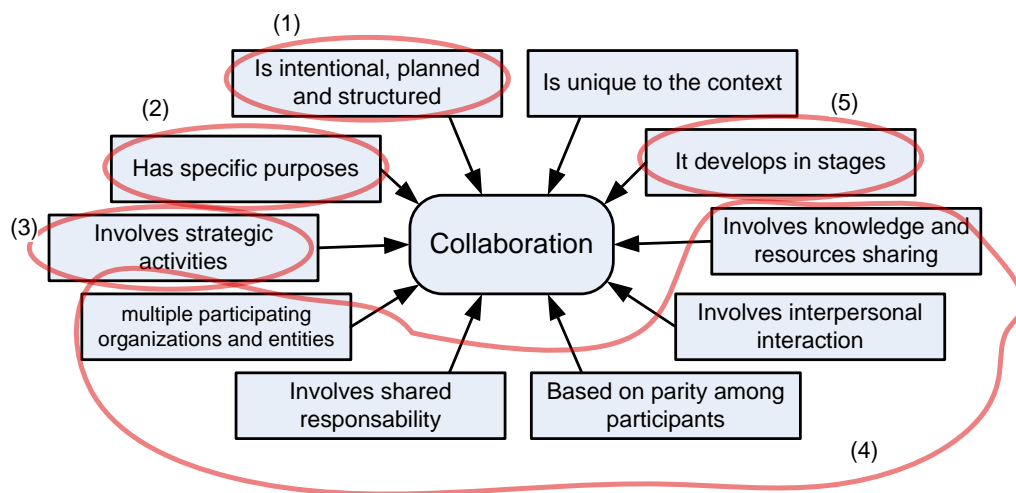 (1)
Is intentional, planned
and structured
Is unique to the context
(2)
(5)
Has specific purposes
It develops in stages
(3)
Involves strategic
activities
Collaboration
Involves knowledge and
resources sharing
multiple participating
organizations and entities
Involves interpersonal
interaction
Involves shared
responsability
Based on parity among
participants
(4)